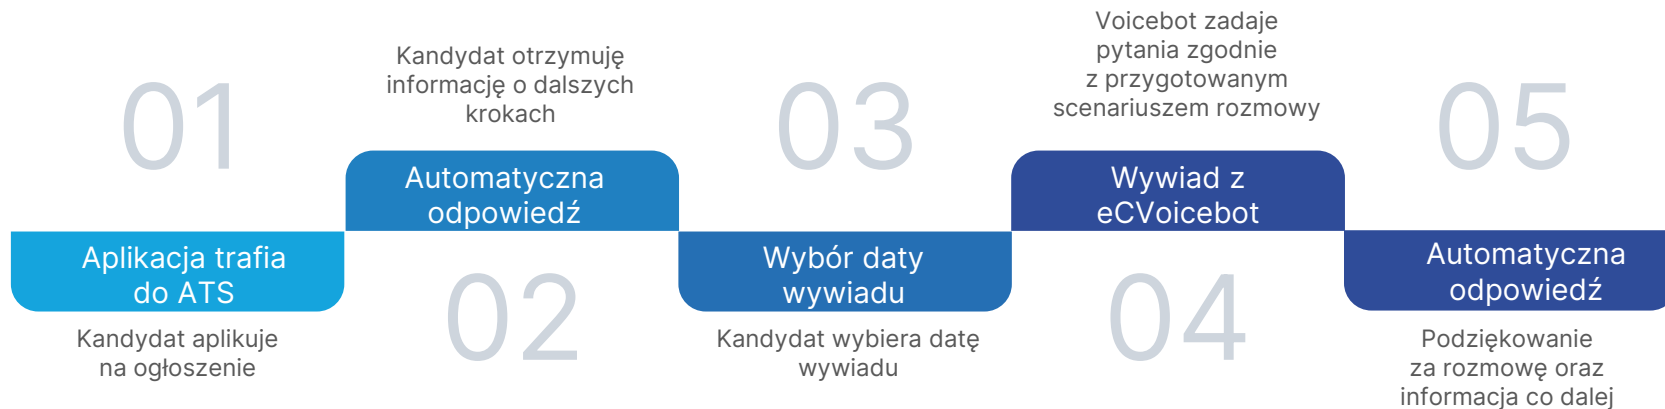 01
Aplikacja trafia
do ATS
Kandydat aplikuje
na ogłoszenie
Kandydat otrzymuję
informację o dalszych
krokach
Automatyczna
odpowiedź
02
03
Wybór daty
wywiadu
Kandydat wybiera datę
wywiadu
Voicebot zadaje
pytania zgodnie
z przygotowanym
scenariuszem rozmowy
Wywiad z
eCVoicebot
04
05
Automatyczna
odpowiedź
Podziękowanie
za rozmowę oraz
informacja co dalej